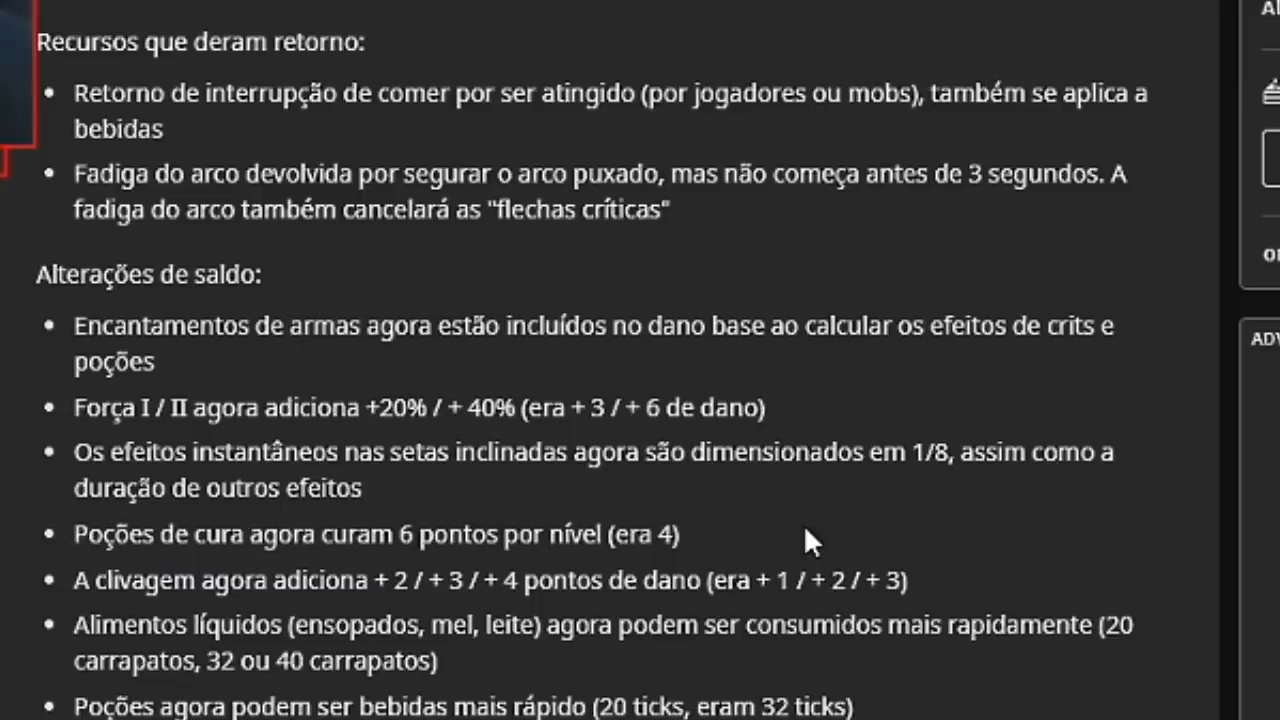 Recursos que deram retorno:
• Retorno de interrupção de comer por ser atingido (por jogadores ou mobs), também se aplica a
bebidas
• Fadiga do arco devolvida por segurar o arco puxado, mas não começa antes de 3 segundos. A
fadiga do arco também cancelará as "flechas críticas"
Alterações de saldo:
• Encantamentos de armas agora estão incluídos no dano base ao calcular os efeitos de crits e
poções
• Força I / II agora adiciona +20% / + 40% (era + 3 / + 6 de dano)
• Os efeitos instantâneos nas setas inclinadas agora são dimensionados em 1/8, assim como a
duração de outros efeitos
• Poções de cura agora curam 6 pontos por nível (era 4)
• A clivagem agora adiciona + 2 / + 3 / + 4 pontos de dano (era + 1 / + 2 / + 3)
• Alimentos líquidos (ensopados, mel, leite) agora podem ser consumidos mais rapidamente (20
carrapatos, 32 ou 40 carrapatos)
• Poções agora podem ser bebidas mais rápido (20 ticks, eram 32 ticks)